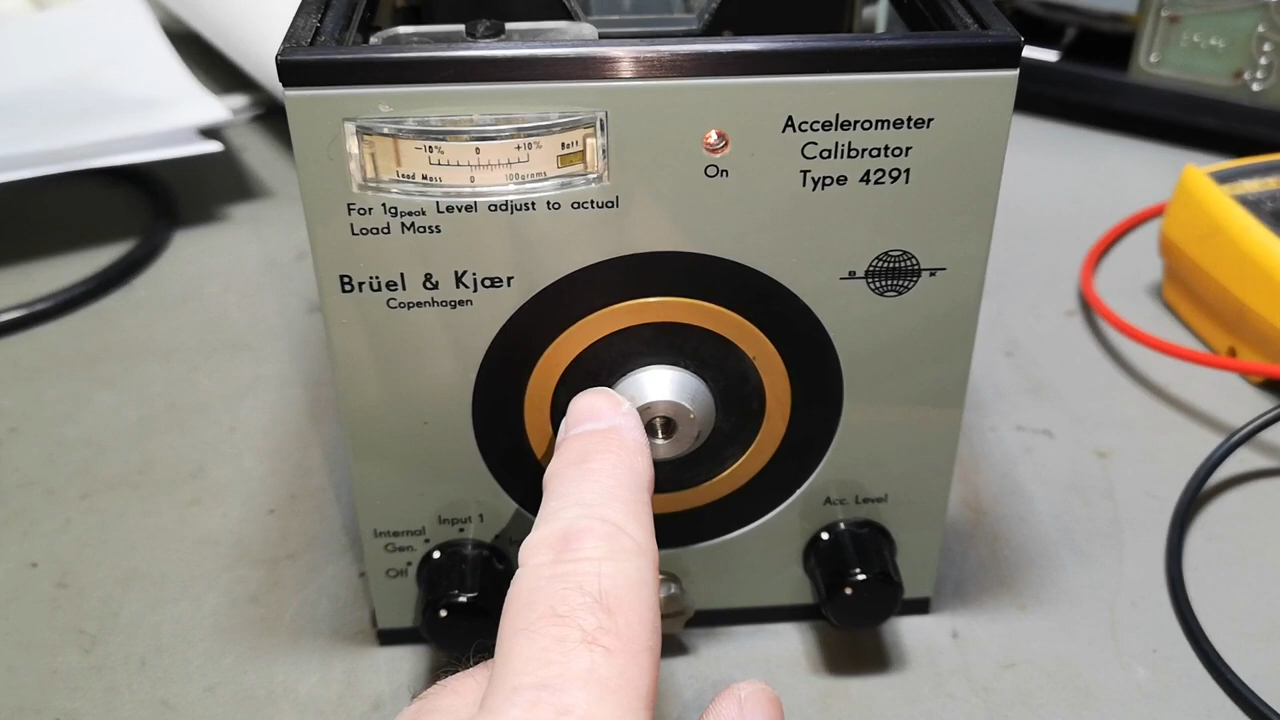 -10% 0 +10% Batt
Load Mass 0 100grams
For 1gpeak Level adjust to actual
Load Mass
On
Accelerometer
Calibrator
Type 4291
Brüel & Kjær
Copenhagen
B K
Internal
Gen.
Input 1
Off
Acc. Level